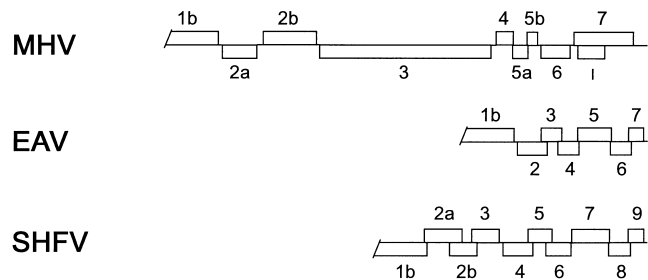 1b 2b 4 5b 7
MHV
2a 3 5a 6 I
1b 3 5 7
EAV
2 4 6
2a 3 5 7 9
SHFV
1b 2b 4 6 8